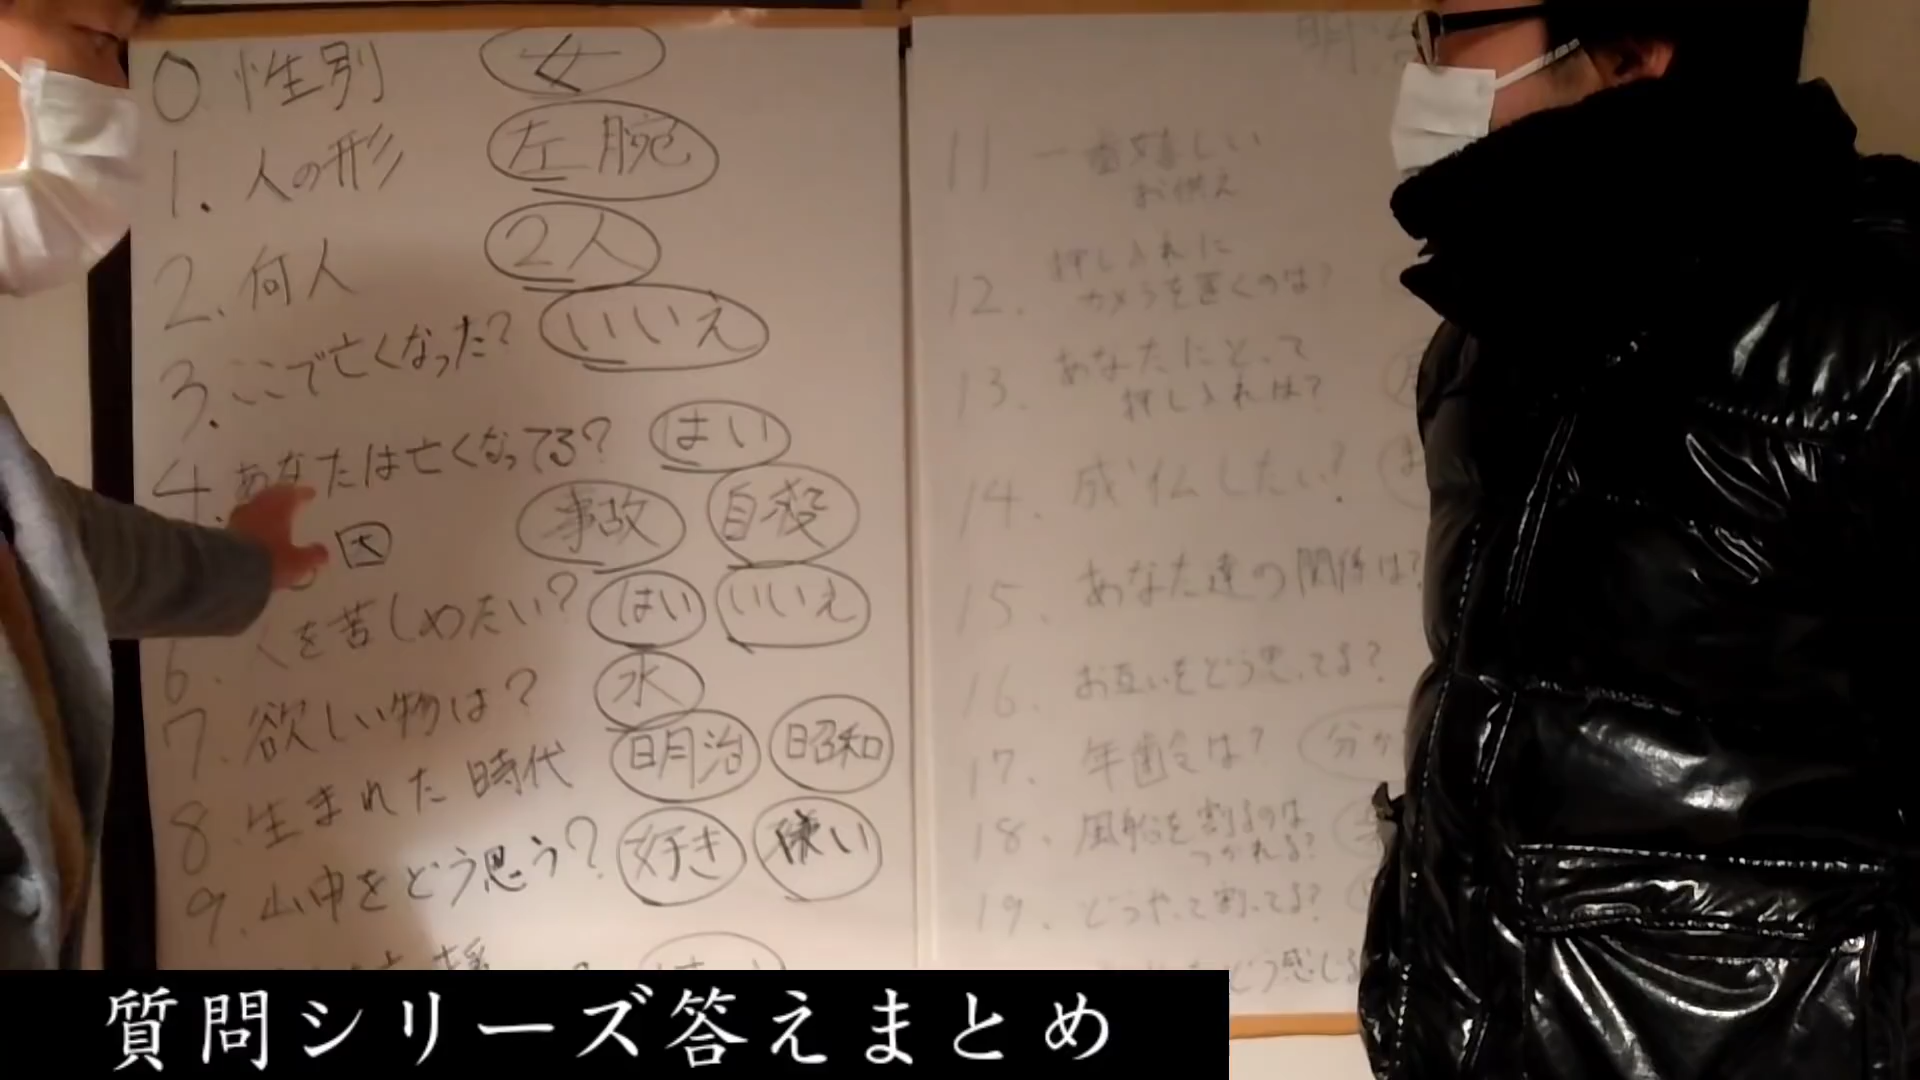 0. 性別 女
1. 人の形 左腕
2. 何人 2人
3. ここで亡くなった? いいえ
4. あなたは亡くなってる? はい
因 事故 自殺
6. 人を苦しめたい? はい いいえ
7. 欲しい物は? 水
8. 生まれた時代 明治 昭和
9. 山中をどう思う? 好き 嫌い
明治
11 一番嬉しい
お供え
12. 押し入れに
カメラを置くのは?
13. あなたにとって
押し入れは?
14. 成仏したい?
15. あなた達の関係は?
16. お互いをどう思ってる?
17. 年齢は? 分か
18. 風船を割るのは
つかれる?
19. どうやって割ってる?
どう感じる
質問シリーズ答えまとめ